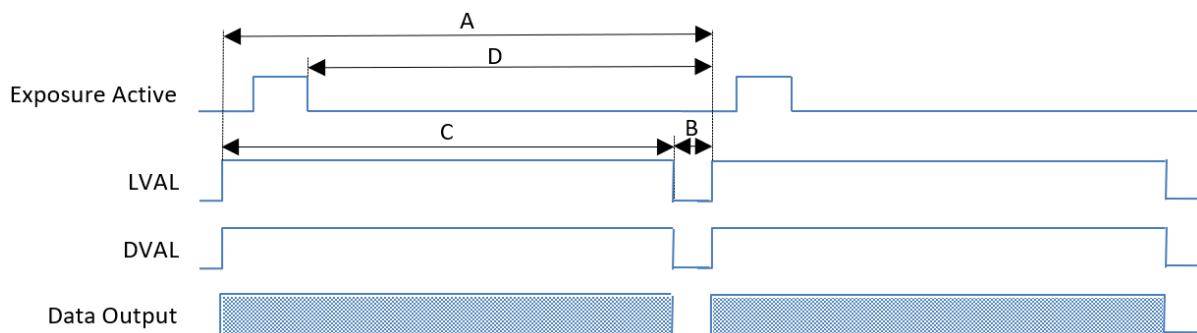 A
D
Exposure Active
C
B
LVAL
DVAL
Data Output